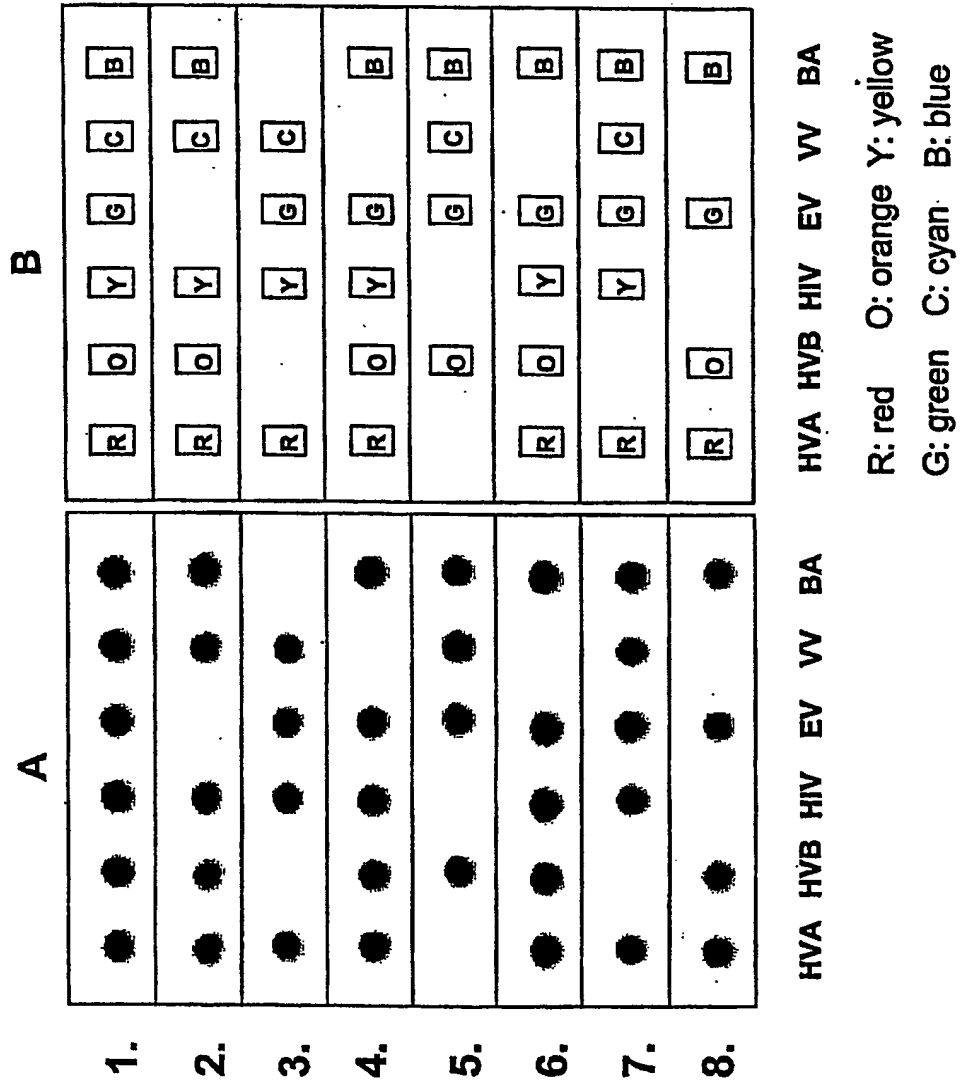 A B
1. R O Y G C B
2. R O Y C B
3. R Y G C
4. R O Y G B
5. O G C B
6. R O Y G B
7. R Y G C B
8. R O G B
HVA HVB HIV EV VV BA HVA HVB HIV EV VV BA
R: red O: orange Y: yellow
G: green C: cyan B: blue